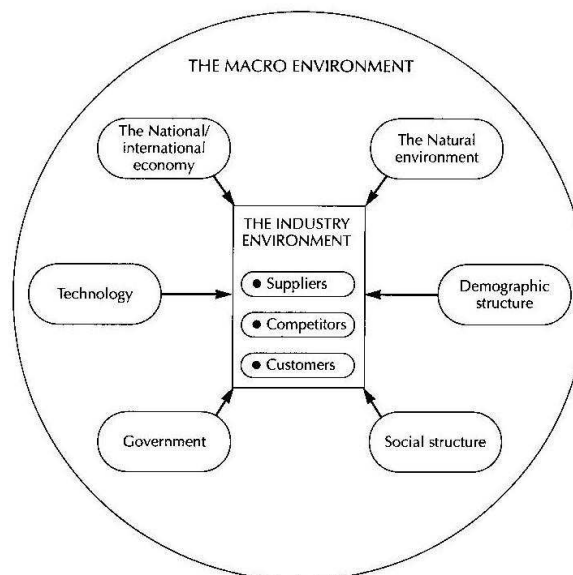 THE MACRO ENVIRONMENT
The National/
international
economy
The Natural
environment
THE INDUSTRY
ENVIRONMENT
● Suppliers
● Competitors
● Customers
Technology
Demographic
structure
Government
Social structure